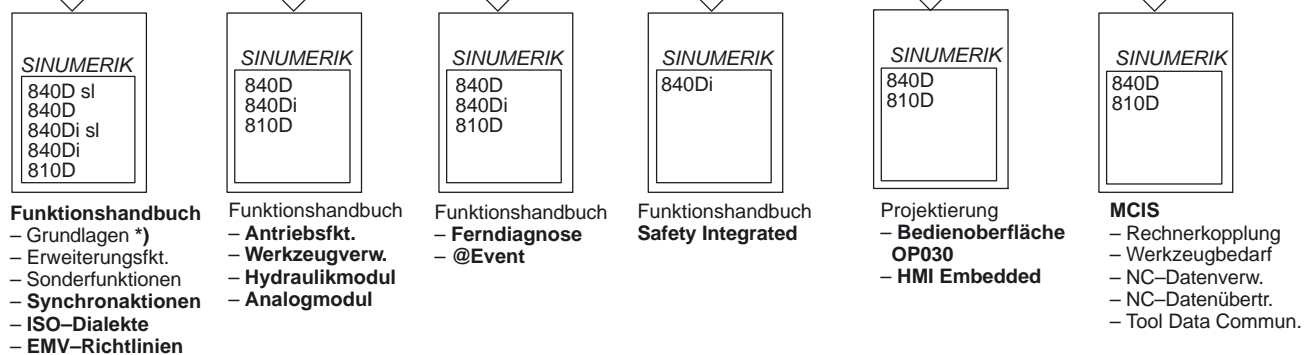 SINUMERIK
840D sl
840D
840Di sl
840Di
810D
Funktionshandbuch
– Grundlagen *)
– Erweiterungsfkt.
– Sonderfunktionen
– Synchronaktionen
– ISO–Dialekte
– EMV–Richtlinien
SINUMERIK
840D
840Di
810D
Funktionshandbuch
– Antriebsfkt.
– Werkzeugverw.
– Hydraulikmodul
– Analogmodul
SINUMERIK
840D
840Di
810D
Funktionshandbuch
– Ferndiagnose
– @Event
SINUMERIK
840Di
Funktionshandbuch
Safety Integrated
SINUMERIK
840D
810D
Projektierung
– Bedienoberfläche
OP030
– HMI Embedded
SINUMERIK
840D
810D
MCIS
– Rechnerkopplung
– Werkzeugbedarf
– NC–Datenverw.
– NC–Datenübertr.
– Tool Data Commun.